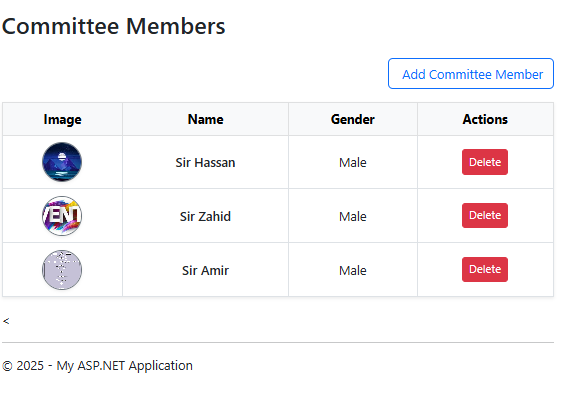 Committee Members
Add Committee Member
Image Name Gender Actions
Sir Hassan Male Delete
VENT Sir Zahid Male Delete
Sir Amir Male Delete
<
© 2025 - My ASP.NET Application